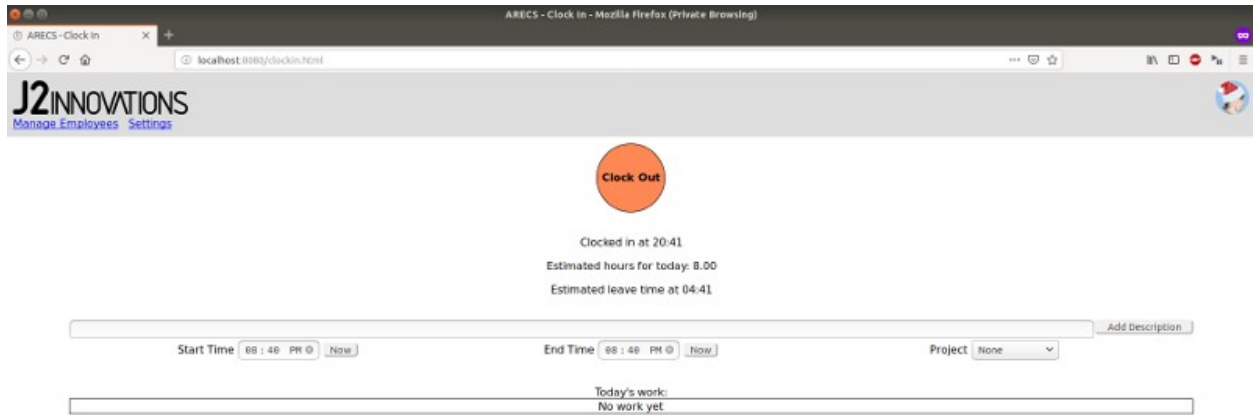 ARECS - Clock In - Mozilla Firefox (Private Browsing)
ARECS - Clock In
localhost:8080/clockin.html
J2INNOVATIONS
Manage Employees Settings
Clock Out
Clocked in at 20:41
Estimated hours for today: 8.00
Estimated leave time at 04:41
Add Description
Start Time 08 : 40 PM Now End Time 08 : 40 PM Now Project None
Today's work:
No work yet